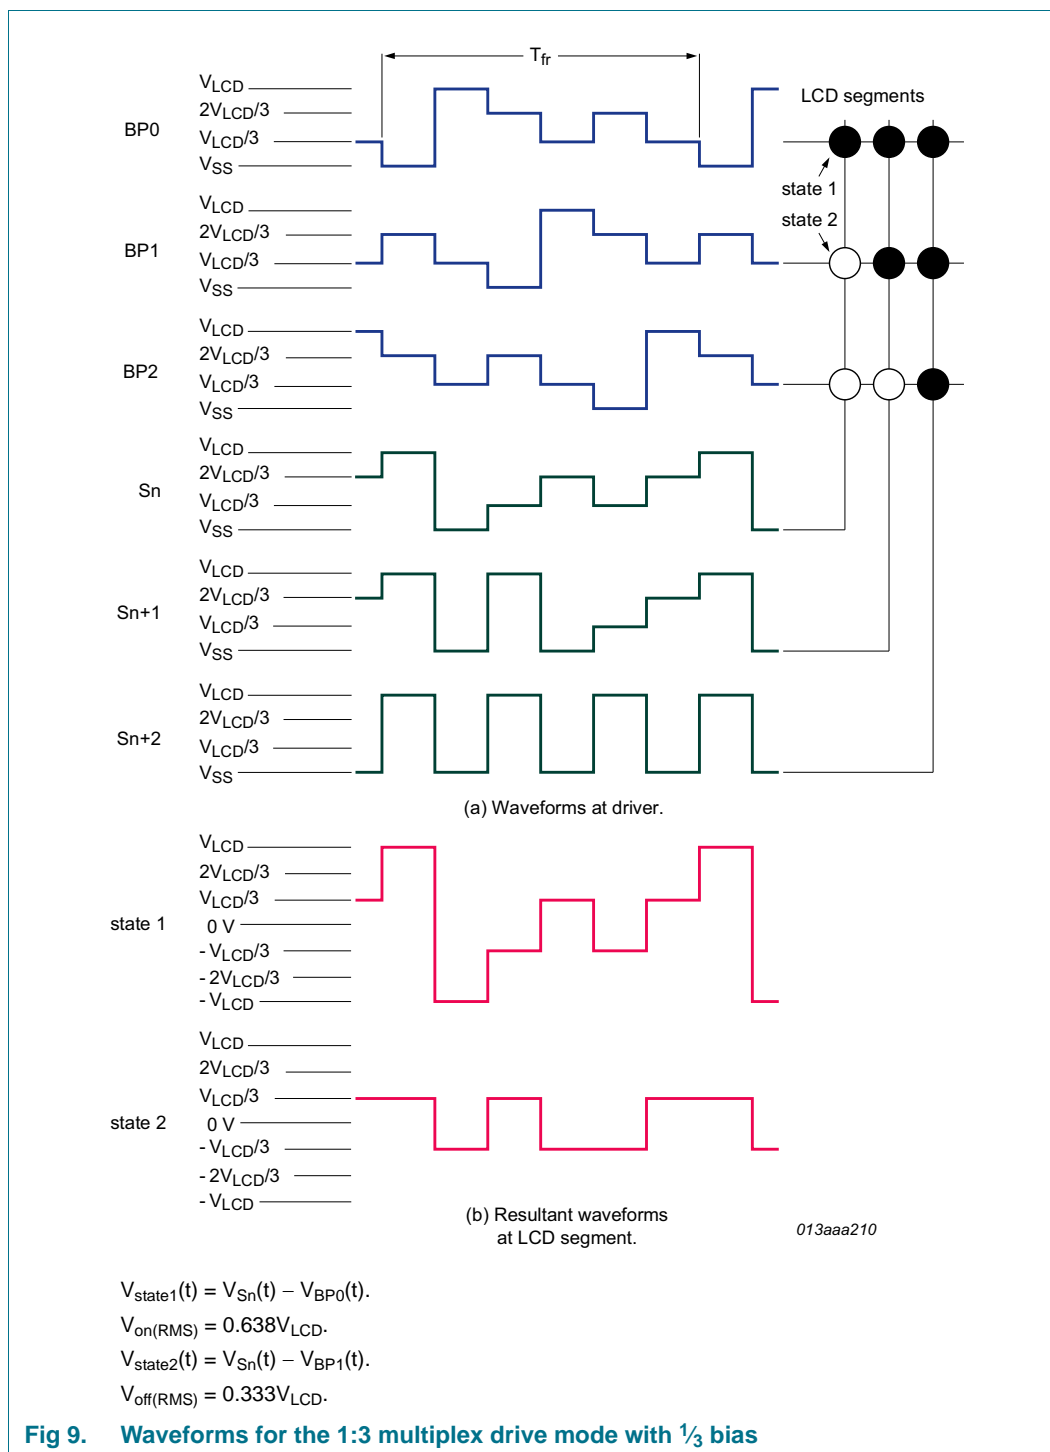 Tfr
VLCD
2VLCD/3
BP0
VLCD/3
VSS
LCD segments
state 1
VLCD
2VLCD/3
BP1
VLCD/3
VSS
state 2
VLCD
2VLCD/3
BP2
VLCD/3
VSS
VLCD
2VLCD/3
Sn
VLCD/3
VSS
VLCD
2VLCD/3
Sn+1
VLCD/3
VSS
VLCD
2VLCD/3
Sn+2
VLCD/3
VSS
(a) Waveforms at driver.
VLCD
2VLCD/3
VLCD/3
state 1
0 V
- VLCD/3
- 2VLCD/3
- VLCD
VLCD
2VLCD/3
VLCD/3
state 2
0 V
- VLCD/3
- 2VLCD/3
- VLCD
(b) Resultant waveforms
at LCD segment.
013aaa210
Vstate1(t) = VSn(t) − VBP0(t).
Von(RMS) = 0.638VLCD.
Vstate2(t) = VSn(t) − VBP1(t).
Voff(RMS) = 0.333VLCD.
Fig 9. Waveforms for the 1:3 multiplex drive mode with 1⁄3 bias